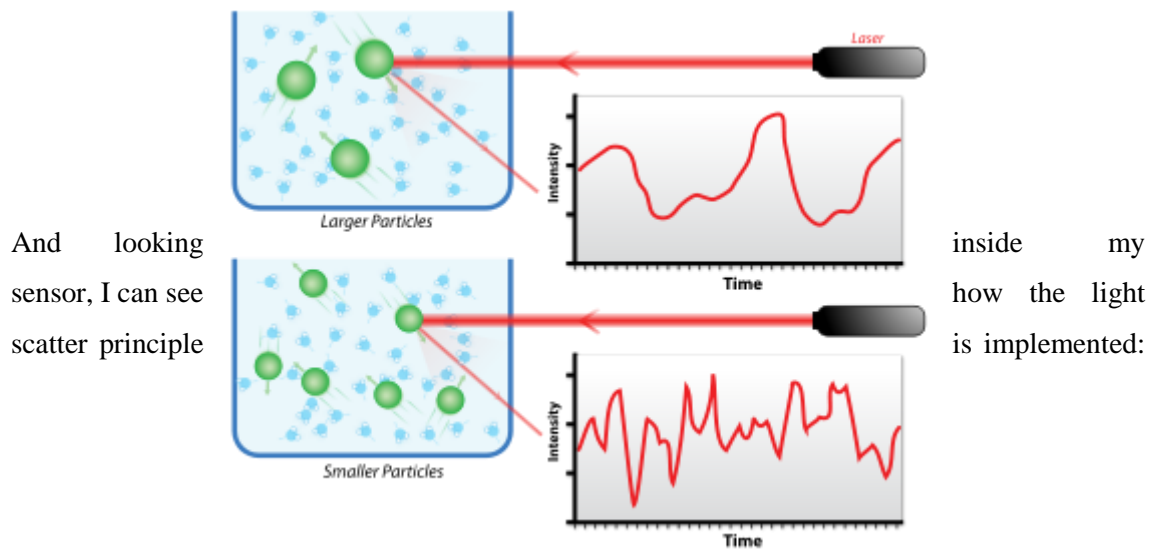 Laser
Intensity
Larger Particles
Time
And looking inside my
sensor, I can see how the light
scatter principle is implemented:
Intensity
Smaller Particles
Time